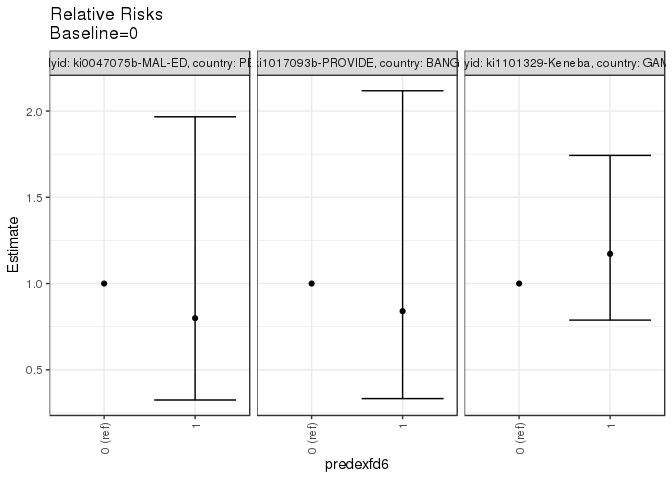 Relative Risks
Baseline=0
yid: ki0047075b-MAL-ED, country: PE
ki1017093b-PROVIDE, country: BANG
yid: ki1101329-Keneba, country: GAM
2.0
1.5
1.0
0.5
Estimate
0 (ref)
1
0 (ref)
1
0 (ref)
1
predexfd6